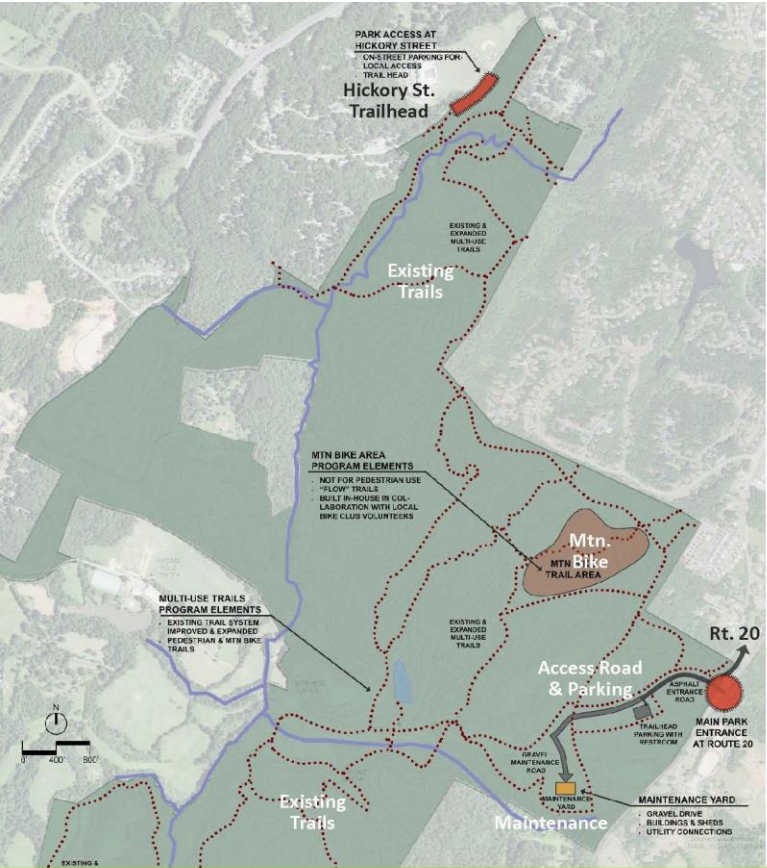 PARK ACCESS AT
HICKORY STREET
- ON-STREET PARKING FOR
LOCAL ACCESS
- TRAIL HEAD
Hickory St.
Trailhead
EXISTING &
EXPANDED
MULTI-USE
TRAILS
Existing
Trails
MTN BIKE AREA
PROGRAM ELEMENTS
- NOT FOR PEDESTRIAN USE
- "FLOW" TRAILS
- BUILT IN-HOUSE IN COL-
LABORATION WITH LOCAL
BIKE CLUB VOLUNTEERS
Mtn.
Bike
MTN
TRAIL AREA
MULTI-USE TRAILS
PROGRAM ELEMENTS
- EXISTING TRAIL SYSTEM
IMPROVED & EXPANDED
- PEDESTRIAN & MTN BIKE
TRAILS
EXISTING &
EXPANDED
MULTI-USE
TRAILS
Rt. 20
Access Road
& Parking
ASPHALT
ENTRANCE
ROAD
MAIN PARK
ENTRANCE
AT ROUTE 20
TRAILHEAD
PARKING WITH
RESTROOM
N
0' 400' 800'
GRAVEL
MAINTENANCE
ROAD
MAINTENANCE
YARD
Maintenance
MAINTENANCE YARD
- GRAVEL DRIVE
- BUILDINGS & SHEDS
- UTILITY CONNECTIONS
Existing
Trails
EXISTING &